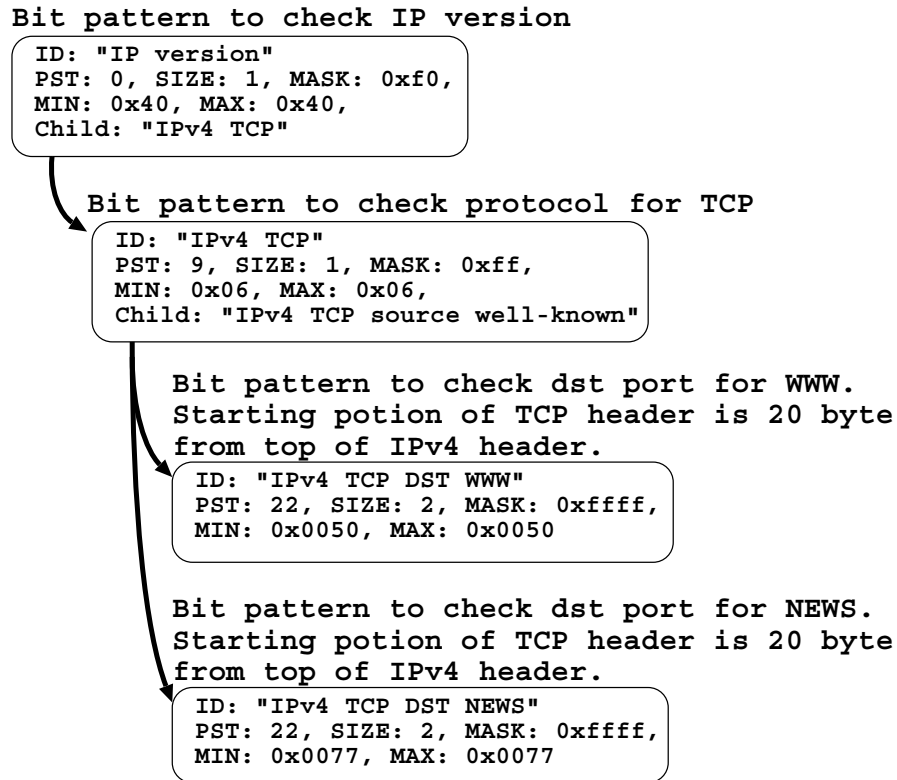 Bit pattern to check IP version
ID: "IP version"
PST: 0, SIZE: 1, MASK: 0xf0,
MIN: 0x40, MAX: 0x40,
Child: "IPv4 TCP"
Bit pattern to check protocol for TCP
ID: "IPv4 TCP"
PST: 9, SIZE: 1, MASK: 0xff,
MIN: 0x06, MAX: 0x06,
Child: "IPv4 TCP source well-known"
Bit pattern to check dst port for WWW.
Starting potion of TCP header is 20 byte
from top of IPv4 header.
ID: "IPv4 TCP DST WWW"
PST: 22, SIZE: 2, MASK: 0xffff,
MIN: 0x0050, MAX: 0x0050
Bit pattern to check dst port for NEWS.
Starting potion of TCP header is 20 byte
from top of IPv4 header.
ID: "IPv4 TCP DST NEWS"
PST: 22, SIZE: 2, MASK: 0xffff,
MIN: 0x0077, MAX: 0x0077